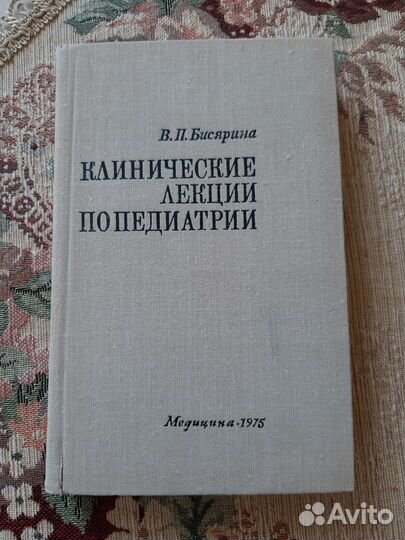 В. П. Бисярина
КЛИНИЧЕСКИЕ
ЛЕКЦИИ
ПО ПЕДИАТРИИ
Медицина · 1975
Avito